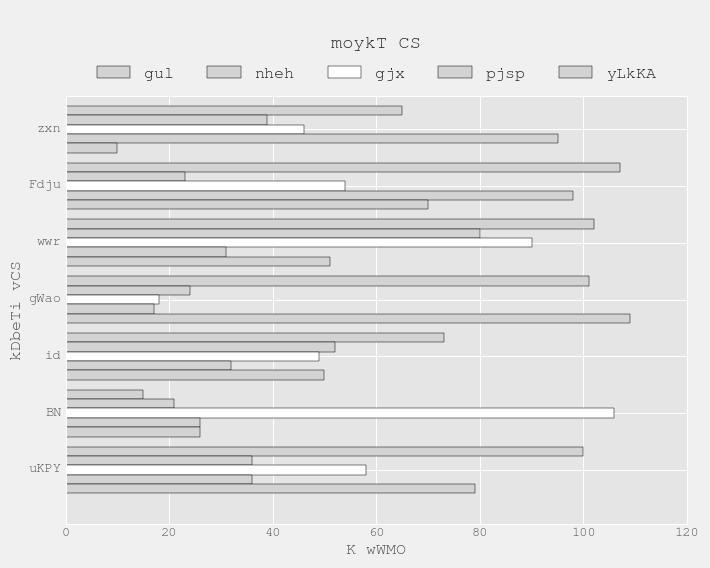 moykT CS
gul nheh gjx pjsp yLkKA
zxn
Fdju
wwr
gWao
id
BN
uKPY
kDbeTi vCS
0 20 40 60 80 100 120
K wWMO